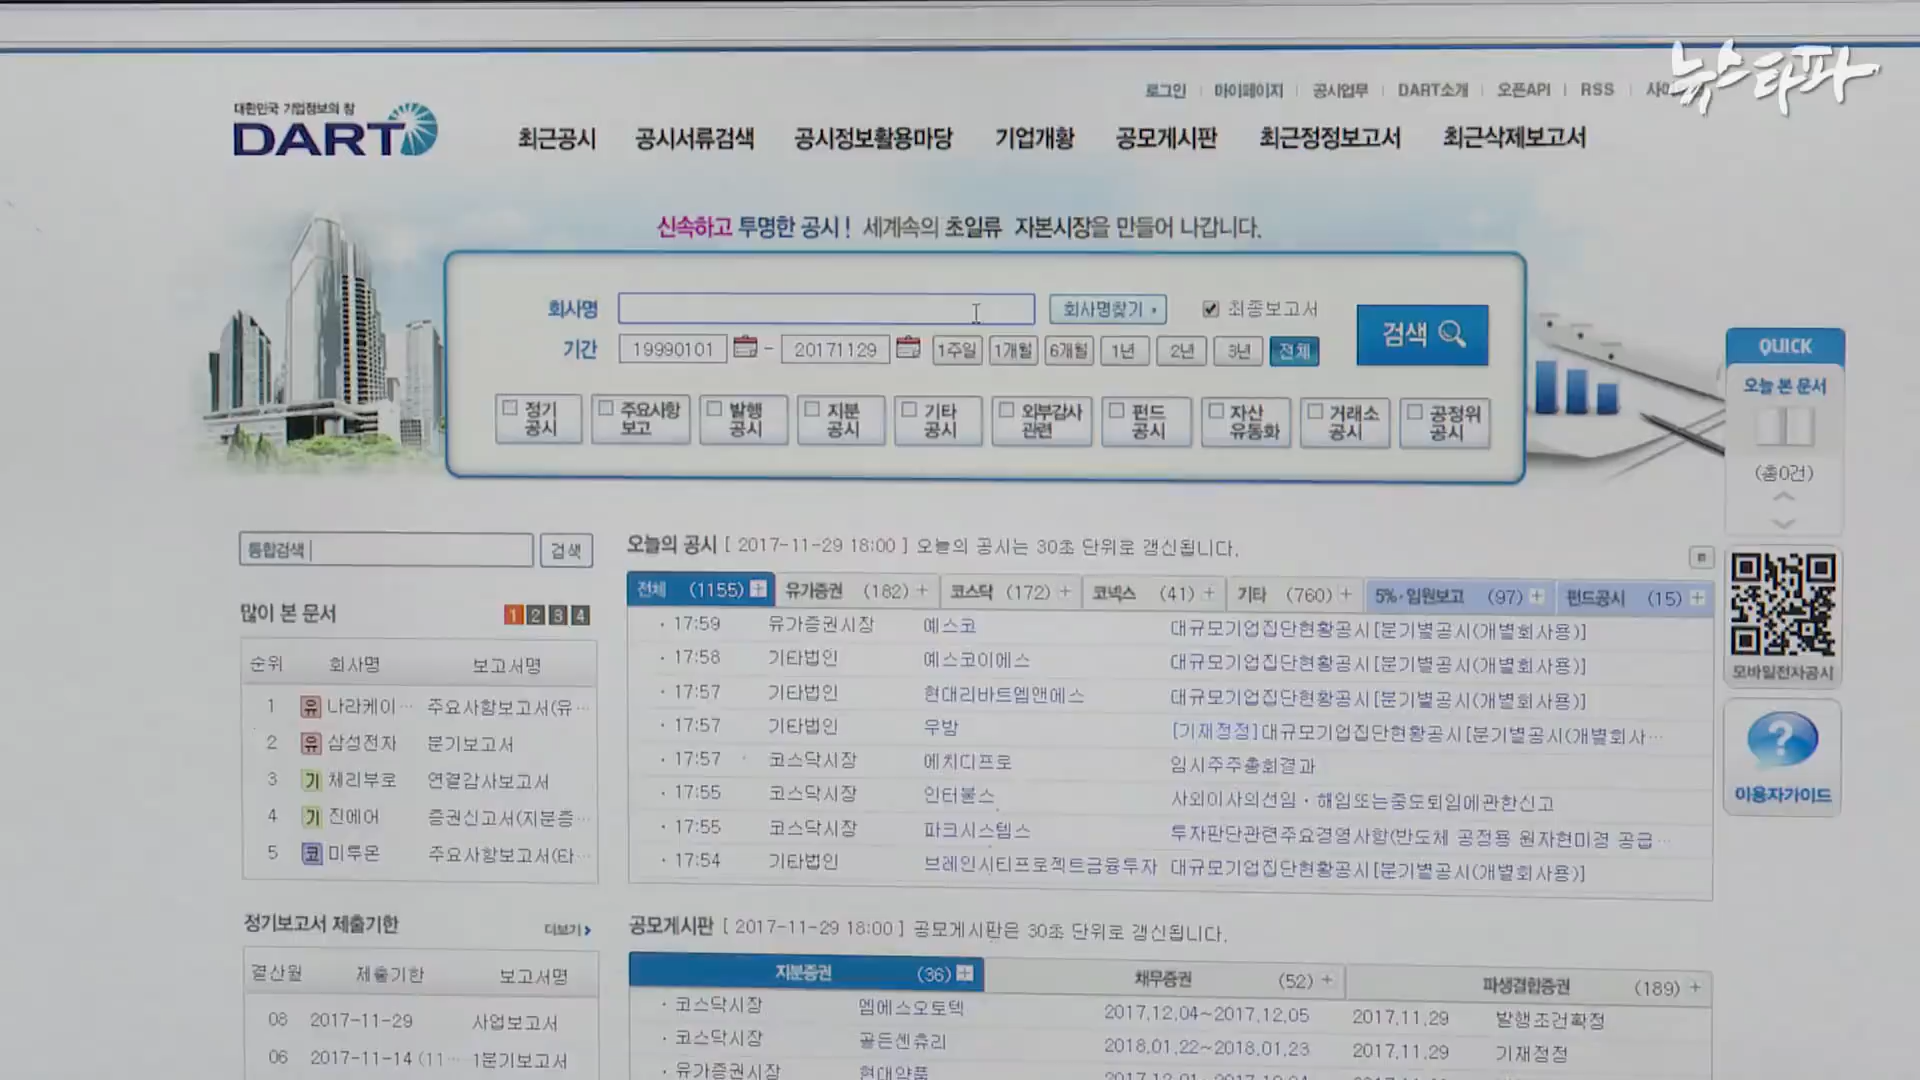 뉴스타파
로그인 마이페이지 공시업무 DART소개 오픈API RSS
대한민국 기업정보의 창
DART
최근공시 공시서류검색 공시정보활용마당 기업개황 공모게시판 최근정정보고서 최근삭제보고서
신속하고 투명한 공시! 세계속의 초일류 자본시장을 만들어 나갑니다.
회사명 회사명찾기 최종보고서 검색
기간 19990101 - 20171129 1주일 1개월 6개월 1년 2년 3년 전체
정기공시 주요사항보고 발행공시 지분공시 기타공시 외부감사관련 펀드공시 자산유동화 거래소공시 공정위공시
QUICK
오늘 본 문서
(총0건)
모바일전자공시
이용자가이드
통합검색 검색
많이 본 문서 1 2 3 4
순위 회사명 보고서명
1 유 나라케이… 주요사항보고서(유…
2 유 삼성전자 분기보고서
3 기 체리부로 연결감사보고서
4 기 진에어 증권신고서(지분증…
5 코 미투온 주요사항보고서(타…
정기보고서 제출기한 더보기
결산월 제출기한 보고서명
08 2017-11-29 사업보고서
06 2017-11-14 (11… 1분기보고서
오늘의 공시 [ 2017-11-29 18:00 ] 오늘의 공시는 30초 단위로 갱신됩니다.
전체 (1155) 유가증권 (182) 코스닥 (172) 코넥스 (41) 기타 (760) 5%·임원보고 (97) 펀드공시 (15)
· 17:59 유가증권시장 예스코 대규모기업집단현황공시[분기별공시(개별회사용)]
· 17:58 기타법인 예스코이에스 대규모기업집단현황공시[분기별공시(개별회사용)]
· 17:57 기타법인 현대리바트엠앤에스 대규모기업집단현황공시[분기별공시(개별회사용)]
· 17:57 기타법인 우방 [기재정정]대규모기업집단현황공시[분기별공시(개별회사…
· 17:57 코스닥시장 에치디프로 임시주주총회결과
· 17:55 코스닥시장 인터불스 사외이사의선임·해임또는중도퇴임에관한신고
· 17:55 코스닥시장 파크시스템스 투자판단관련주요경영사항(반도체 공정용 원자현미경 공급…
· 17:54 기타법인 브레인시티프로젝트금융투자 대규모기업집단현황공시[분기별공시(개별회사용)]
공모게시판 [ 2017-11-29 18:00 ] 공모게시판은 30초 단위로 갱신됩니다.
지분증권 (36) 채무증권 (52) 파생결합증권 (189)
· 코스닥시장 엠에스오토텍 2017.12.04~2017.12.05 2017.11.29 발행조건확정
· 코스닥시장 골든센츄리 2018.01.22~2018.01.23 2017.11.29 기재정정
· 유가증권시장 현대약품